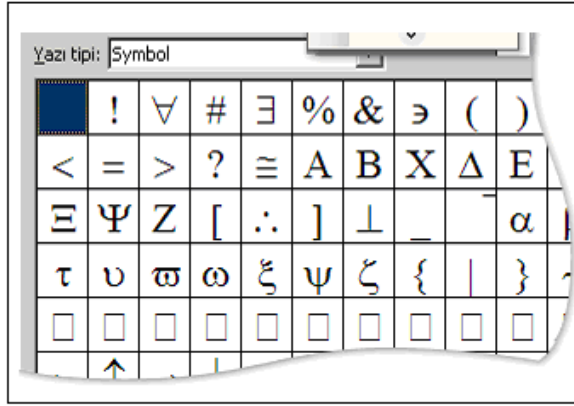 Yazı tipi: Symbol
! ∀ # ∃ % & ∍ ( )
< = > ? ≅ Α Β Χ Δ Ε
Ξ Ψ Ζ [ ∴ ] ⊥ _ ‾ α
τ υ ϖ ω ξ ψ ζ { | }
□ □ □ □ □ □ □ □ □ □
↑